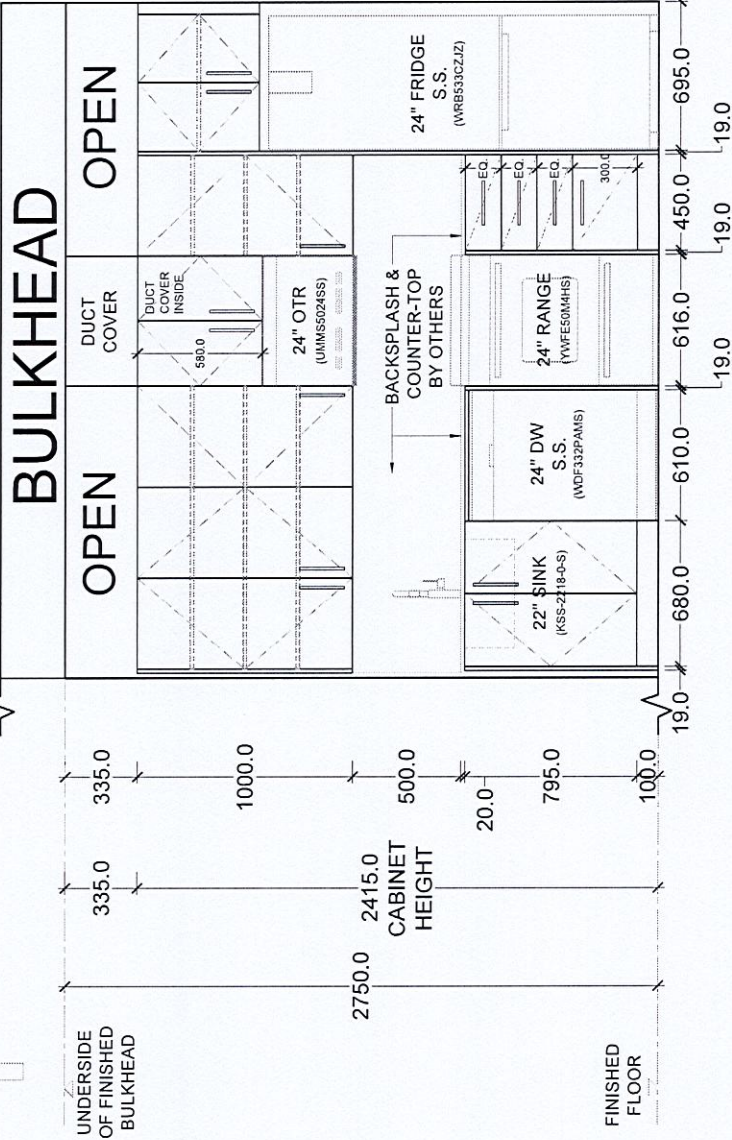 BULKHEAD
OPEN
DUCT
COVER
OPEN
DUCT
COVER
INSIDE
580.0
24" OTR
(UMMS5024SS)
24" FRIDGE
S.S.
(WRB533CZJZ)
BACKSPLASH &
COUNTER-TOP
BY OTHERS
22" SINK
(KSS-2218-0-S)
24" DW
S.S.
(WDF332PAMS)
24" RANGE
(YWFE50M4HS)
EQ.
EQ.
EQ.
300.0
19.0
680.0
610.0
19.0
616.0
19.0
450.0
19.0
695.0
335.0
1000.0
500.0
20.0
795.0
100.0
335.0
2415.0
CABINET
HEIGHT
2750.0
UNDERSIDE
OF FINISHED
BULKHEAD
FINISHED
FLOOR